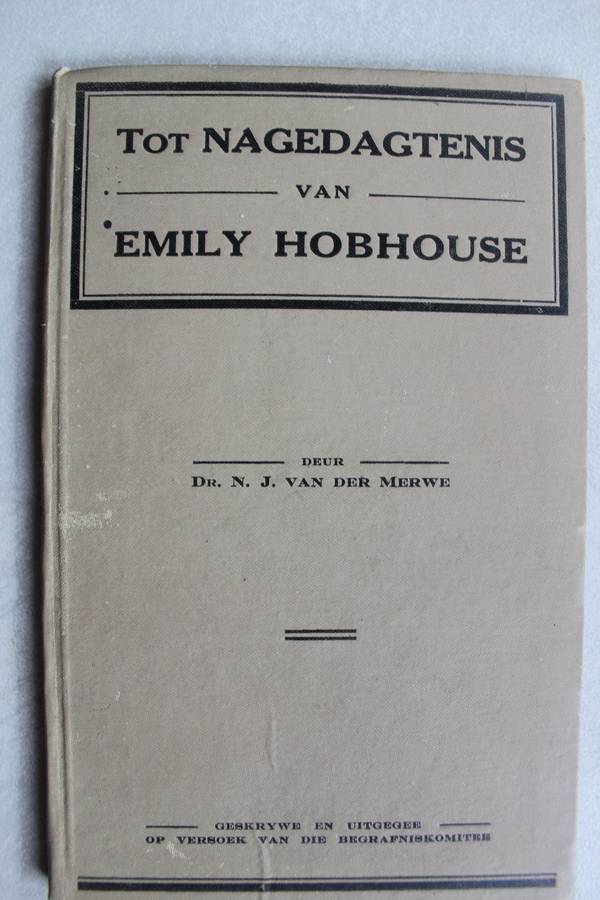 Tot NAGEDAGTENIS
VAN
EMILY HOBHOUSE
DEUR
Dr. N. J. van der Merwe
GESKRYWE EN UITGEGEE
OP VERSOEK VAN DIE BEGRAFNISKOMITEE